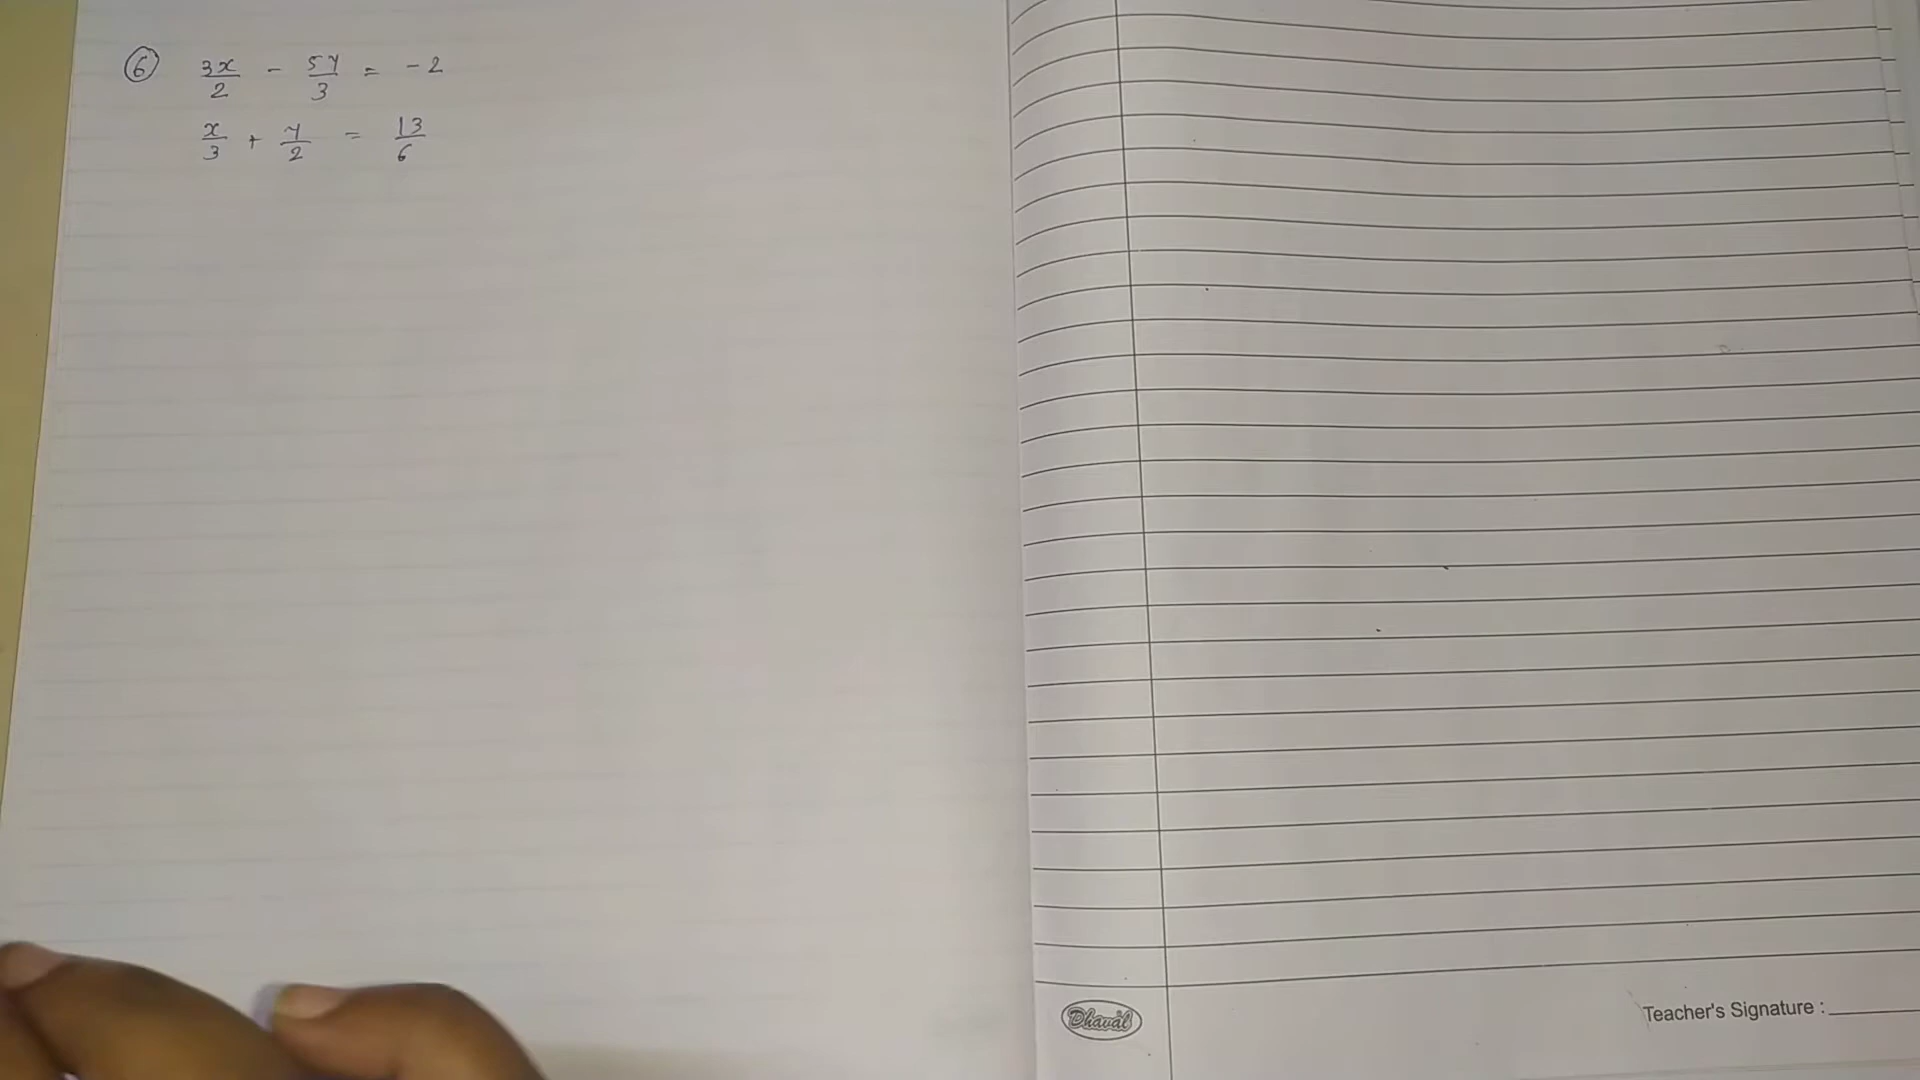 ⑥ 3x/2 - 5y/3 = -2
x/3 + y/2 = 13/6
Dhaval
Teacher's Signature :